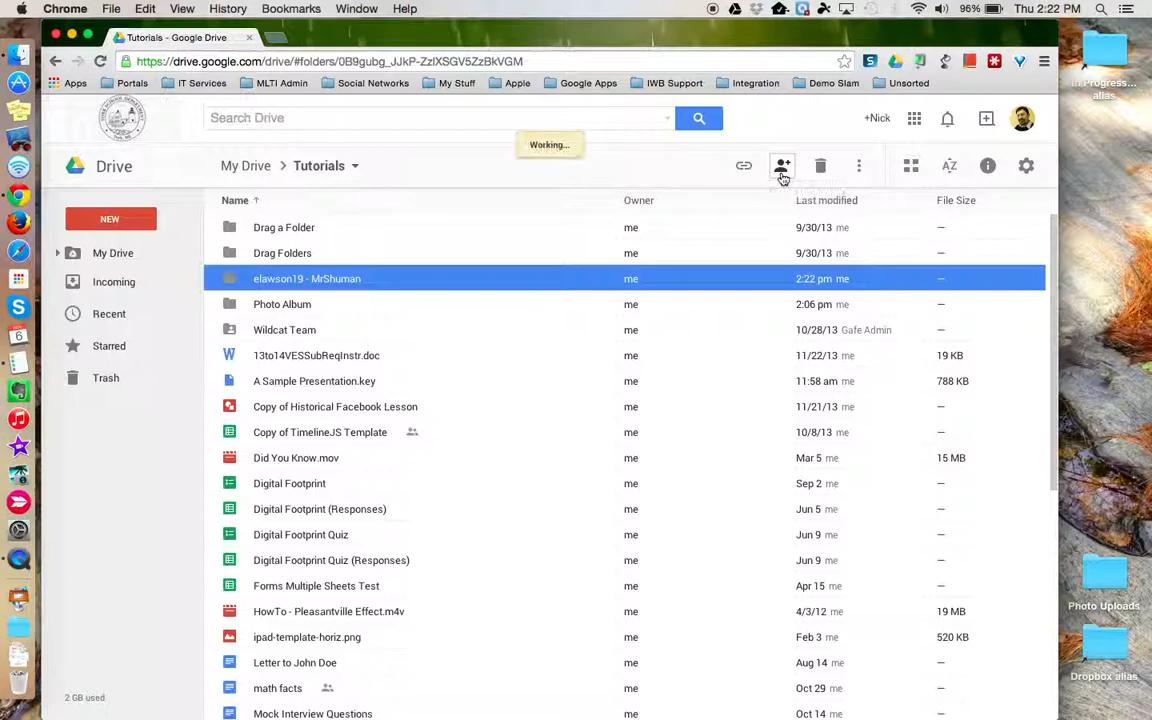 Chrome File Edit View History Bookmarks Window Help 96% Thu 2:22 PM
Tutorials - Google Drive
https://drive.google.com/drive/#folders/0B9gubg_JJkP-ZzlXSGV5ZzBkVGM
Apps Portals IT Services MLTI Admin Social Networks My Stuff Apple Google Apps IWB Support Integration Demo Slam Unsorted
Search Drive
+Nick
Working...
Drive
My Drive > Tutorials
NEW
My Drive
Incoming
Recent
Starred
Trash
2 GB used
Name Owner Last modified File Size
Drag a Folder me 9/30/13 me —
Drag Folders me 9/30/13 me —
elawson19 - MrShuman me 2:22 pm me —
Photo Album me 2:06 pm me —
Wildcat Team me 10/28/13 Gafe Admin —
13to14VESSubReqInstr.doc me 11/22/13 me 19 KB
A Sample Presentation.key me 11:58 am me 788 KB
Copy of Historical Facebook Lesson me 11/21/13 me —
Copy of TimelineJS Template me 10/8/13 me —
Did You Know.mov me Mar 5 me 15 MB
Digital Footprint me Sep 2 me —
Digital Footprint (Responses) me Jun 5 me —
Digital Footprint Quiz me Jun 9 me —
Digital Footprint Quiz (Responses) me Jun 9 me —
Forms Multiple Sheets Test me Apr 15 me —
HowTo - Pleasantville Effect.m4v me 4/3/12 me 19 MB
ipad-template-horiz.png me Feb 3 me 520 KB
Letter to John Doe me Aug 14 me —
math facts me Oct 29 me —
Mock Interview Questions me Oct 14 me —
In Progress...
alias
Photo Uploads
Dropbox alias